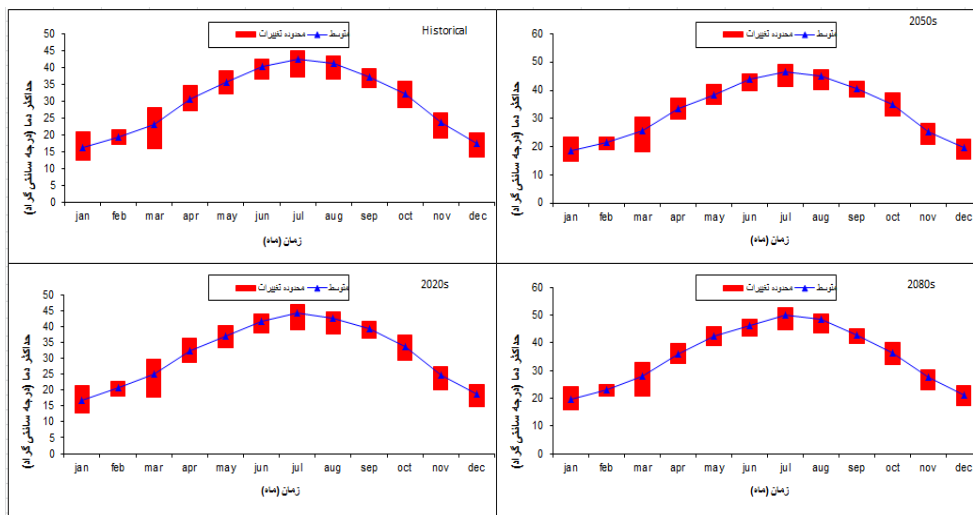 محدوده تغییرات متوسط
Historical
حداکثر دما (درجه سانتی گراد)
50
45
40
35
30
25
20
15
10
5
0
jan feb mar apr may jun jul aug sep oct nov dec
زمان (ماه)
محدوده تغییرات متوسط
2050s
حداکثر دما (درجه سانتی گراد)
60
50
40
30
20
10
0
jan feb mar apr may jun jul aug sep oct nov dec
زمان (ماه)
محدوده تغییرات متوسط
2020s
حداکثر دما (درجه سانتی گراد)
50
45
40
35
30
25
20
15
10
5
0
jan feb mar apr may jun jul aug sep oct nov dec
زمان (ماه)
محدوده تغییرات متوسط
2080s
حداکثر دما (درجه سانتی گراد)
60
50
40
30
20
10
0
jan feb mar apr may jun jul aug sep oct nov dec
زمان (ماه)